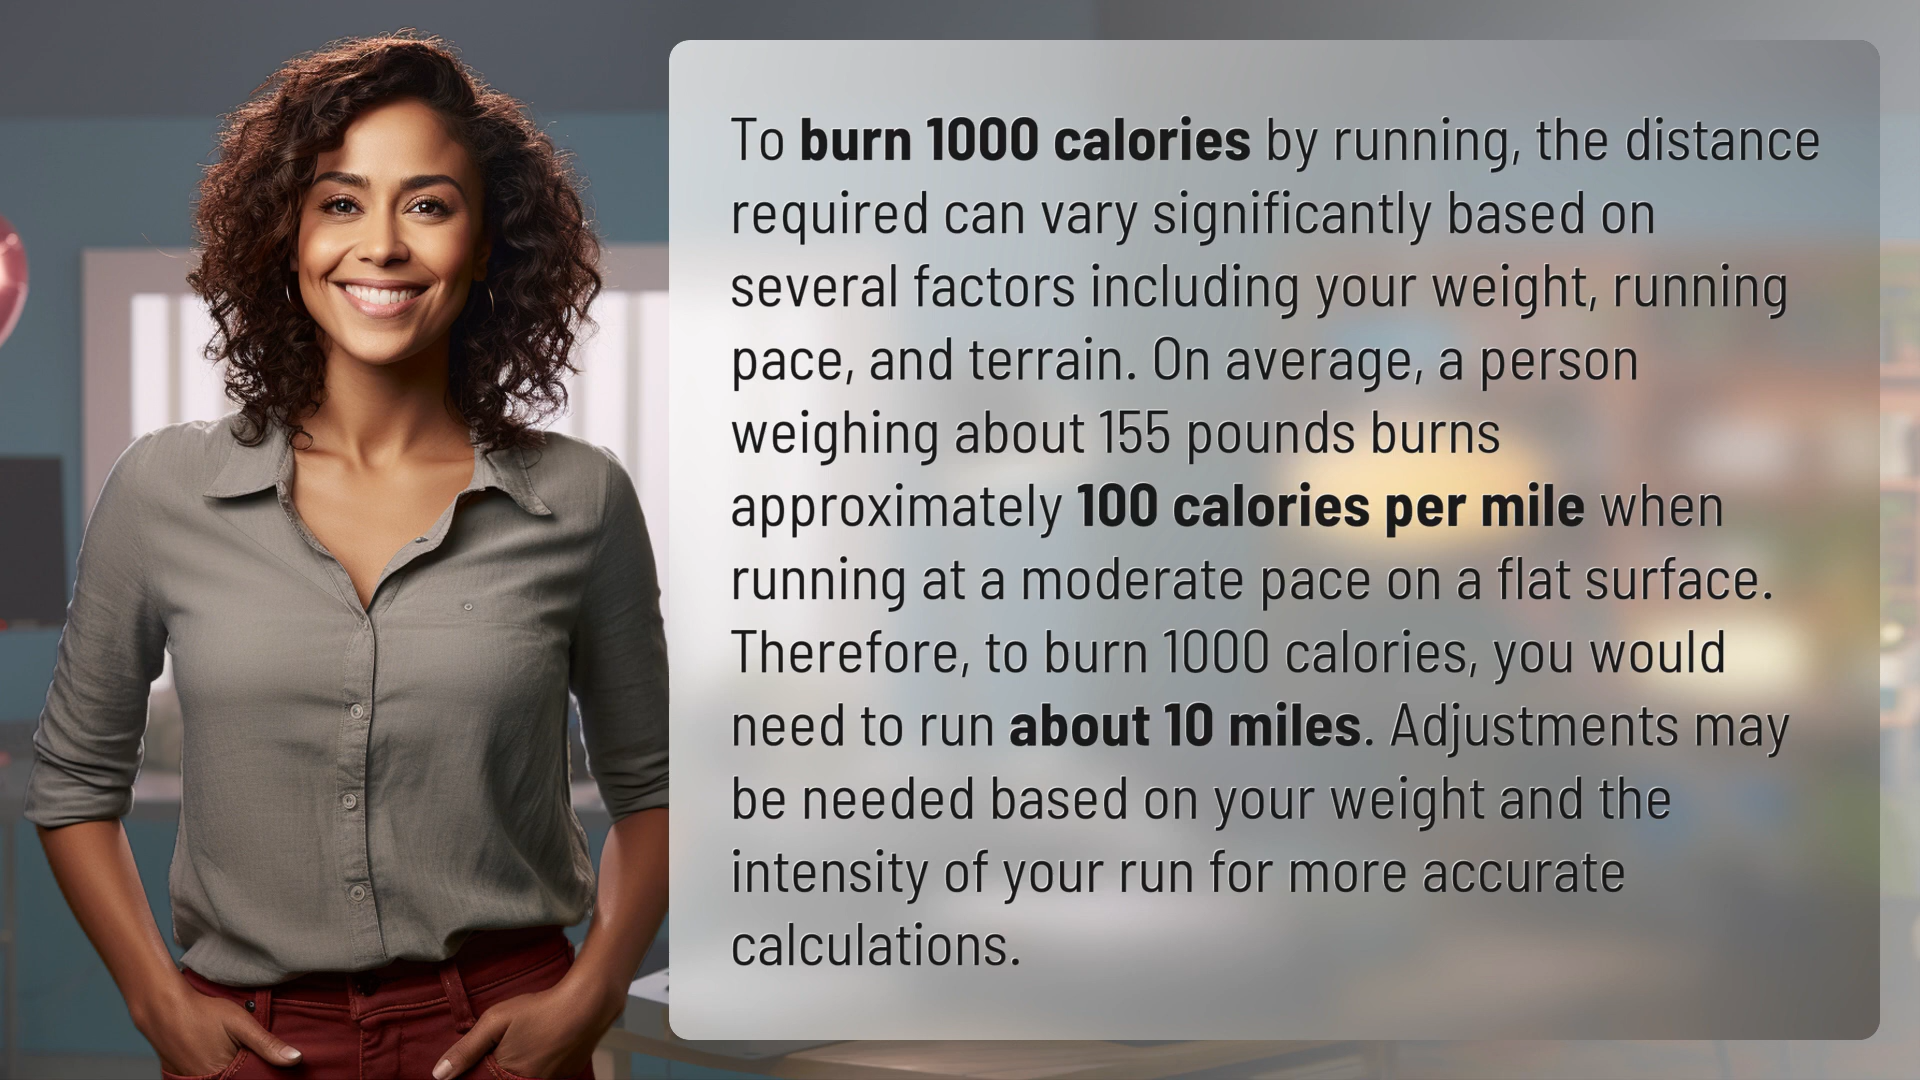 To burn 1000 calories by running, the distance
required can vary significantly based on
several factors including your weight, running
pace, and terrain. On average, a person
weighing about 155 pounds burns
approximately 100 calories per mile when
running at a moderate pace on a flat surface.
Therefore, to burn 1000 calories, you would
need to run about 10 miles. Adjustments may
be needed based on your weight and the
intensity of your run for more accurate
calculations.